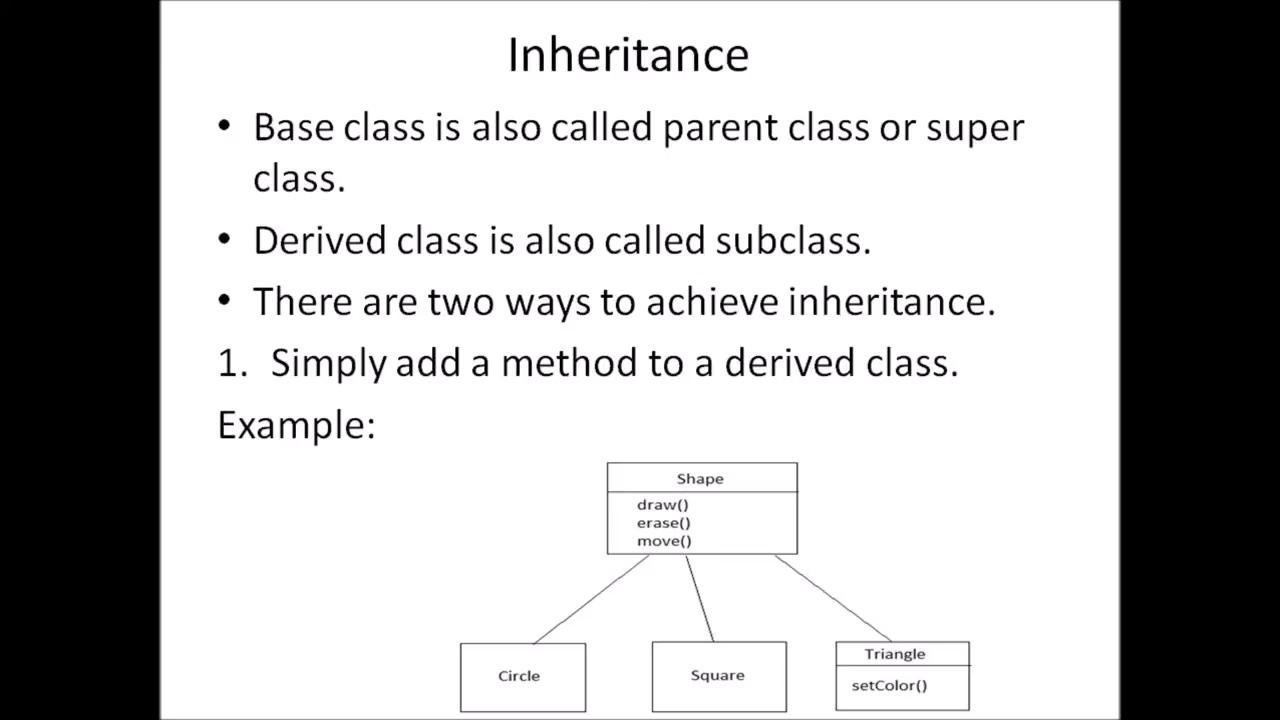 Inheritance
• Base class is also called parent class or super
class.
• Derived class is also called subclass.
• There are two ways to achieve inheritance.
1. Simply add a method to a derived class.
Example:
Shape
draw()
erase()
move()
Circle
Square
Triangle
setColor()